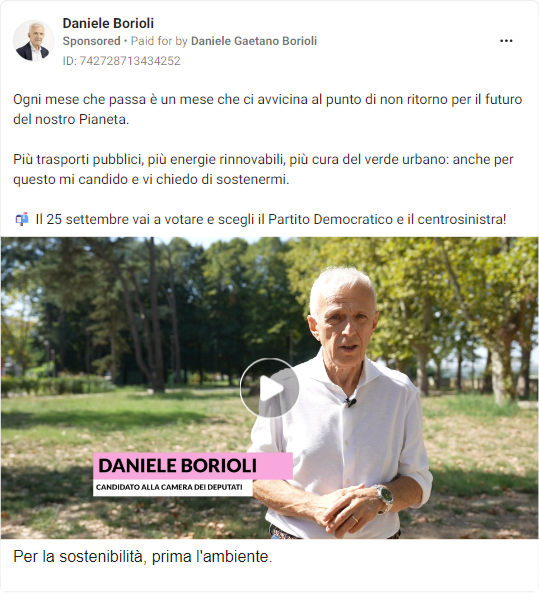 Daniele Borioli
Sponsored • Paid for by Daniele Gaetano Borioli
ID: 742728713434252
Ogni mese che passa è un mese che ci avvicina al punto di non ritorno per il futuro
del nostro Pianeta.
Più trasporti pubblici, più energie rinnovabili, più cura del verde urbano: anche per
questo mi candido e vi chiedo di sostenermi.
📬 Il 25 settembre vai a votare e scegli il Partito Democratico e il centrosinistra!
DANIELE BORIOLI
CANDIDATO ALLA CAMERA DEI DEPUTATI
Per la sostenibilità, prima l'ambiente.